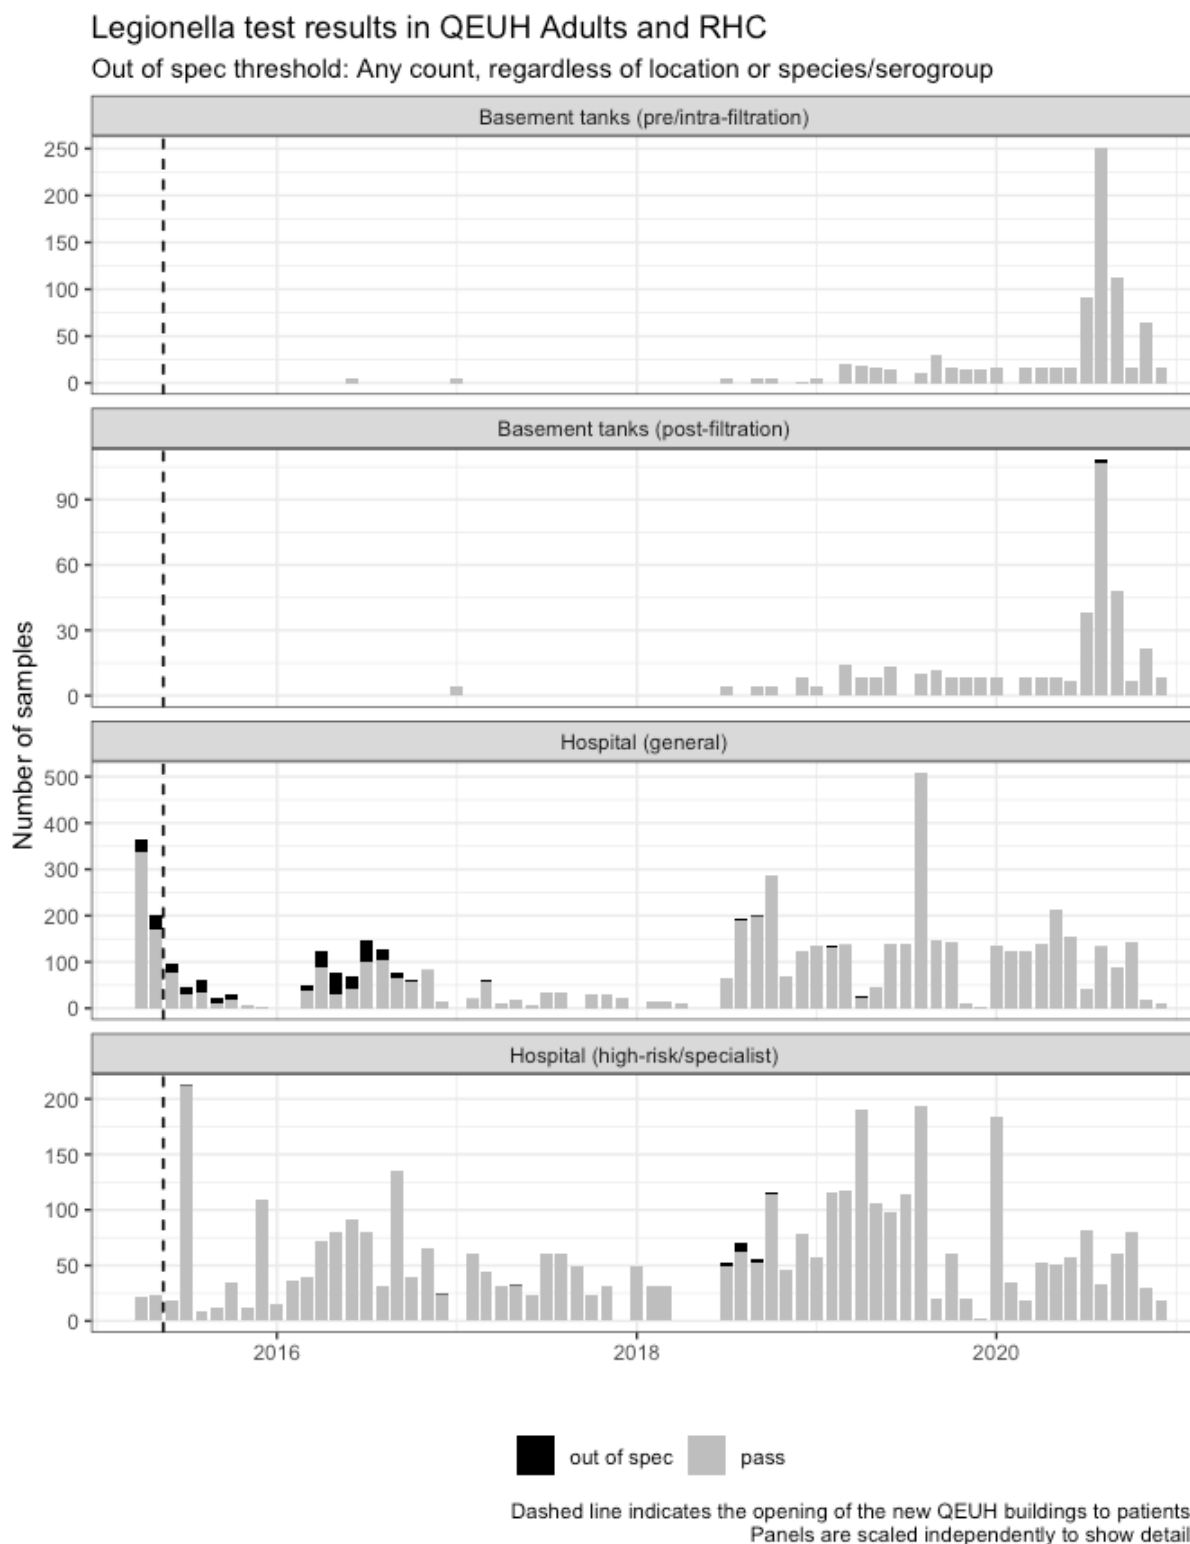 Legionella test results in QEUH Adults and RHC
Out of spec threshold: Any count, regardless of location or species/serogroup
Number of samples
Basement tanks (pre/intra-filtration)
250
200
150
100
50
0
Basement tanks (post-filtration)
90
60
30
0
Hospital (general)
500
400
300
200
100
0
Hospital (high-risk/specialist)
200
150
100
50
0
2016 2018 2020
out of spec pass
Dashed line indicates the opening of the new QEUH buildings to patients
Panels are scaled independently to show detail